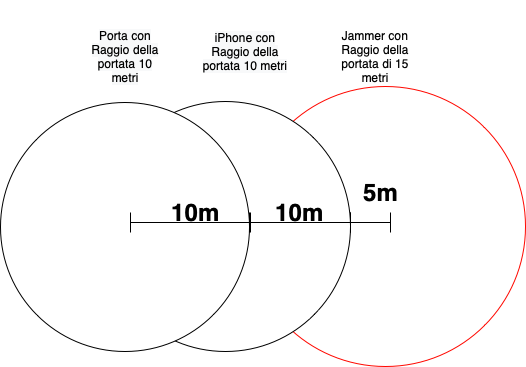 Porta con
Raggio della
portata 10
metri
iPhone con
Raggio della
portata 10 metri
Jammer con
Raggio della
portata di 15
metri
10m
10m
5m